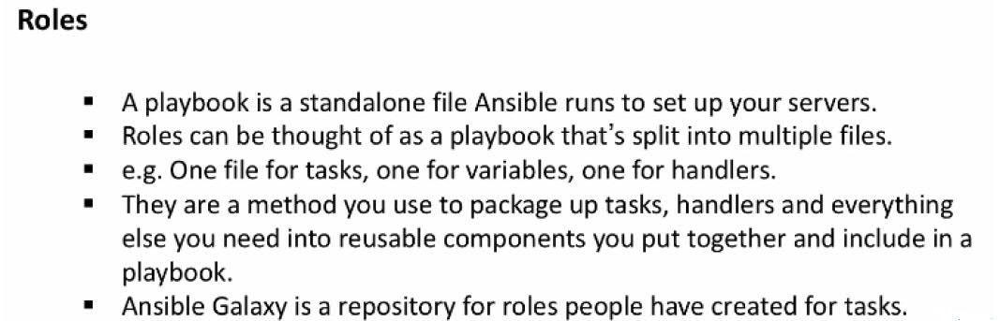 Roles
▪ A playbook is a standalone file Ansible runs to set up your servers.
▪ Roles can be thought of as a playbook that's split into multiple files.
▪ e.g. One file for tasks, one for variables, one for handlers.
▪ They are a method you use to package up tasks, handlers and everything
else you need into reusable components you put together and include in a
playbook.
▪ Ansible Galaxy is a repository for roles people have created for tasks.